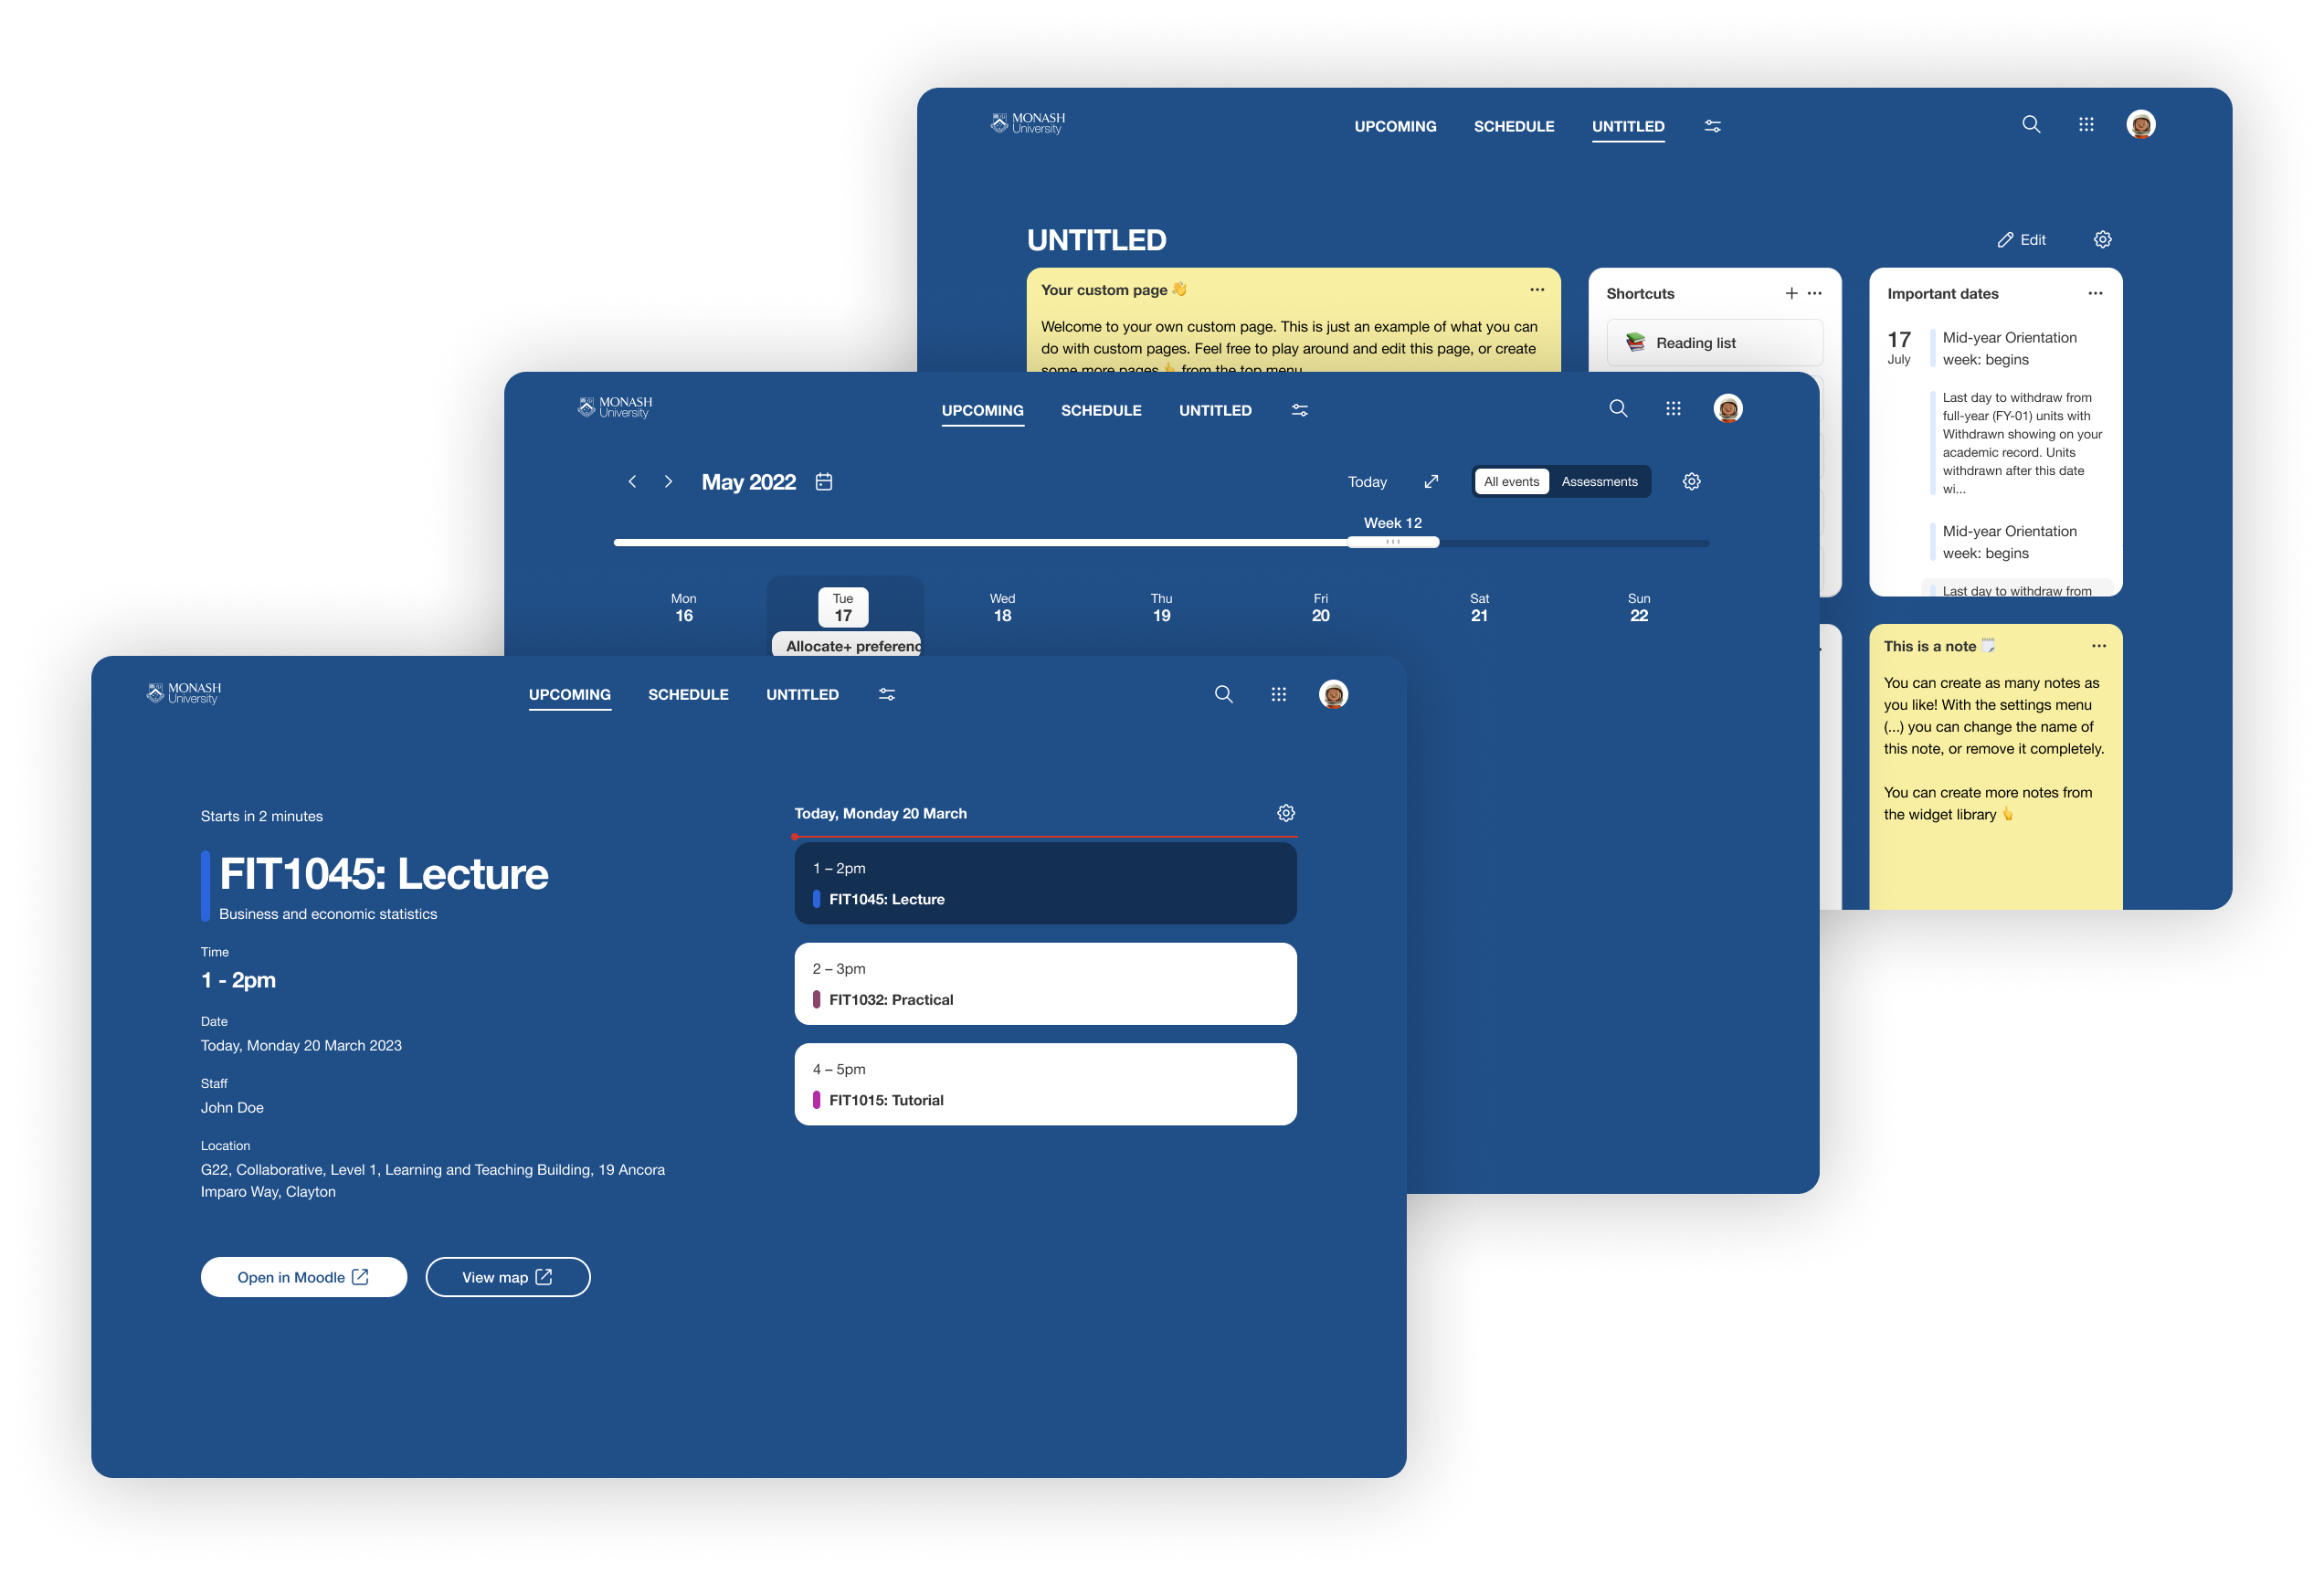 MONASH
University
UPCOMING
SCHEDULE
UNTITLED
UNTITLED
Edit
Your custom page 👋
Welcome to your own custom page. This is just an example of what you can
do with custom pages. Feel free to play around and edit this page, or create
some more pages 👆 from the top menu
Shortcuts
Reading list
Important dates
17
July
Mid-year Orientation
week: begins
Last day to withdraw from
full-year (FY-01) units with
Withdrawn showing on your
academic record. Units
withdrawn after this date
wi...
Mid-year Orientation
week: begins
Last day to withdraw from
This is a note 🗒️
You can create as many notes as
you like! With the settings menu
(...) you can change the name of
this note, or remove it completely.
You can create more notes from
the widget library 👆
MONASH
University
UPCOMING
SCHEDULE
UNTITLED
May 2022
Today
All events
Assessments
Week 12
Mon
16
Tue
17
Wed
18
Thu
19
Fri
20
Sat
21
Sun
22
Allocate+ preferenc
MONASH
University
UPCOMING
SCHEDULE
UNTITLED
Starts in 2 minutes
FIT1045: Lecture
Business and economic statistics
Time
1 - 2pm
Date
Today, Monday 20 March 2023
Staff
John Doe
Location
G22, Collaborative, Level 1, Learning and Teaching Building, 19 Ancora
Imparo Way, Clayton
Open in Moodle
View map
Today, Monday 20 March
1 – 2pm
FIT1045: Lecture
2 – 3pm
FIT1032: Practical
4 – 5pm
FIT1015: Tutorial